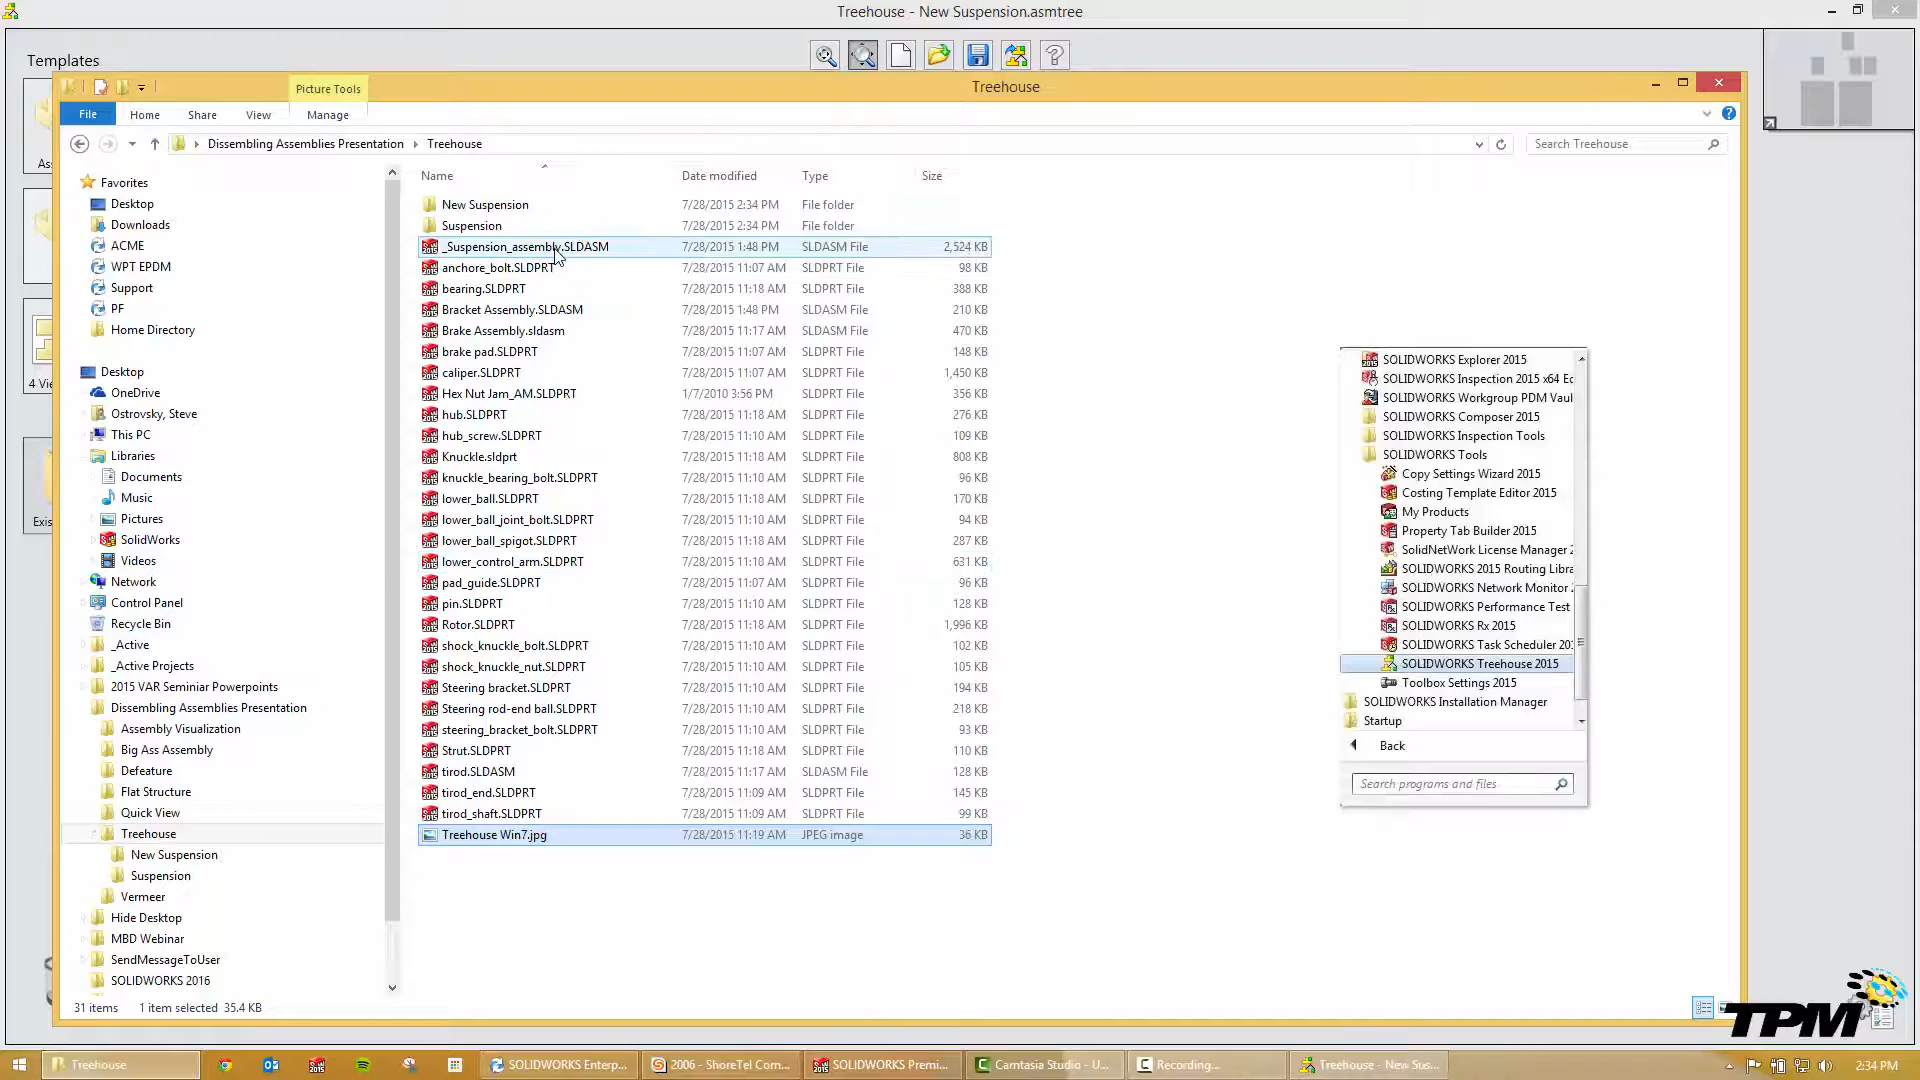 Treehouse - New Suspension.asmtree
Templates
Picture Tools
Treehouse
File Home Share View Manage
Dissembling Assemblies Presentation Treehouse
Search Treehouse
Name Date modified Type Size
Favorites
Desktop
Downloads
ACME
WPT EPDM
Support
PF
Home Directory
Desktop
OneDrive
Ostrovsky, Steve
This PC
Libraries
Documents
Music
Pictures
SolidWorks
Videos
Network
Control Panel
Recycle Bin
_Active
_Active Projects
2015 VAR Seminiar Powerpoints
Dissembling Assemblies Presentation
Assembly Visualization
Big Ass Assembly
Defeature
Flat Structure
Quick View
Treehouse
New Suspension
Suspension
Vermeer
Hide Desktop
MBD Webinar
SendMessageToUser
SOLIDWORKS 2016
New Suspension 7/28/2015 2:34 PM File folder
Suspension 7/28/2015 2:34 PM File folder
_Suspension_assembly.SLDASM 7/28/2015 1:48 PM SLDASM File 2,524 KB
anchore_bolt.SLDPRT 7/28/2015 11:07 AM SLDPRT File 98 KB
bearing.SLDPRT 7/28/2015 11:18 AM SLDPRT File 388 KB
Bracket Assembly.SLDASM 7/28/2015 1:48 PM SLDASM File 210 KB
Brake Assembly.sldasm 7/28/2015 11:17 AM SLDASM File 470 KB
brake pad.SLDPRT 7/28/2015 11:07 AM SLDPRT File 148 KB
caliper.SLDPRT 7/28/2015 11:07 AM SLDPRT File 1,450 KB
Hex Nut Jam_AM.SLDPRT 1/7/2010 3:56 PM SLDPRT File 356 KB
hub.SLDPRT 7/28/2015 11:18 AM SLDPRT File 276 KB
hub_screw.SLDPRT 7/28/2015 11:10 AM SLDPRT File 109 KB
Knuckle.sldprt 7/28/2015 11:18 AM SLDPRT File 808 KB
knuckle_bearing_bolt.SLDPRT 7/28/2015 11:10 AM SLDPRT File 96 KB
lower_ball.SLDPRT 7/28/2015 11:18 AM SLDPRT File 170 KB
lower_ball_joint_bolt.SLDPRT 7/28/2015 11:10 AM SLDPRT File 94 KB
lower_ball_spigot.SLDPRT 7/28/2015 11:18 AM SLDPRT File 287 KB
lower_control_arm.SLDPRT 7/28/2015 11:18 AM SLDPRT File 631 KB
pad_guide.SLDPRT 7/28/2015 11:07 AM SLDPRT File 96 KB
pin.SLDPRT 7/28/2015 11:10 AM SLDPRT File 128 KB
Rotor.SLDPRT 7/28/2015 11:18 AM SLDPRT File 1,996 KB
shock_knuckle_bolt.SLDPRT 7/28/2015 11:10 AM SLDPRT File 102 KB
shock_knuckle_nut.SLDPRT 7/28/2015 11:10 AM SLDPRT File 105 KB
Steering bracket.SLDPRT 7/28/2015 11:10 AM SLDPRT File 194 KB
Steering rod-end ball.SLDPRT 7/28/2015 11:10 AM SLDPRT File 218 KB
steering_bracket_bolt.SLDPRT 7/28/2015 11:10 AM SLDPRT File 93 KB
Strut.SLDPRT 7/28/2015 11:18 AM SLDPRT File 110 KB
tirod.SLDASM 7/28/2015 11:17 AM SLDASM File 128 KB
tirod_end.SLDPRT 7/28/2015 11:09 AM SLDPRT File 145 KB
tirod_shaft.SLDPRT 7/28/2015 11:09 AM SLDPRT File 99 KB
Treehouse Win7.jpg 7/28/2015 11:19 AM JPEG image 36 KB
SOLIDWORKS Explorer 2015
SOLIDWORKS Inspection 2015 x64 Ec
SOLIDWORKS Workgroup PDM Vaul
SOLIDWORKS Composer 2015
SOLIDWORKS Inspection Tools
SOLIDWORKS Tools
Copy Settings Wizard 2015
Costing Template Editor 2015
My Products
Property Tab Builder 2015
SolidNetWork License Manager 2
SOLIDWORKS 2015 Routing Libra
SOLIDWORKS Network Monitor 2
SOLIDWORKS Performance Test
SOLIDWORKS Rx 2015
SOLIDWORKS Task Scheduler 201
SOLIDWORKS Treehouse 2015
Toolbox Settings 2015
SOLIDWORKS Installation Manager
Startup
Back
Search programs and files
As
4 Vie
Exis
31 items 1 item selected 35.4 KB
TPM
Treehouse
SOLIDWORKS Enterp...
2006 - ShoreTel Com...
SOLIDWORKS Premi...
Camtasia Studio - U...
Recording...
Treehouse - New Sus...
2:34 PM